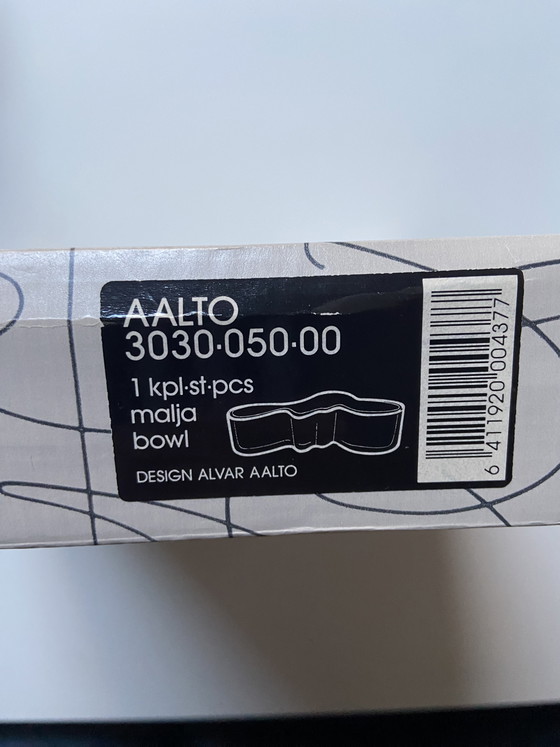 AALTO
3030·050·00
1 kpl·st·pcs
malja
bowl
DESIGN ALVAR AALTO
6 411920 004377